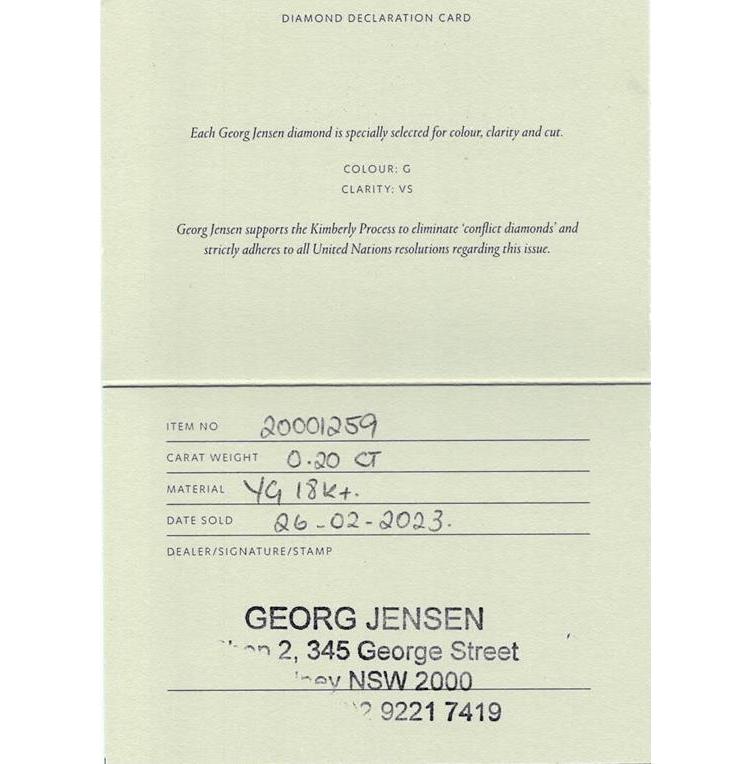 DIAMOND DECLARATION CARD
Each Georg Jensen diamond is specially selected for colour, clarity and cut.
COLOUR: G
CLARITY: VS
Georg Jensen supports the Kimberly Process to eliminate ‘conflict diamonds’ and
strictly adheres to all United Nations resolutions regarding this issue.
ITEM NO 20001259
CARAT WEIGHT 0.20 CT
MATERIAL YG 18K+.
DATE SOLD 26-02-2023.
DEALER/SIGNATURE/STAMP
GEORG JENSEN
2, 345 George Street
NSW 2000
9221 7419